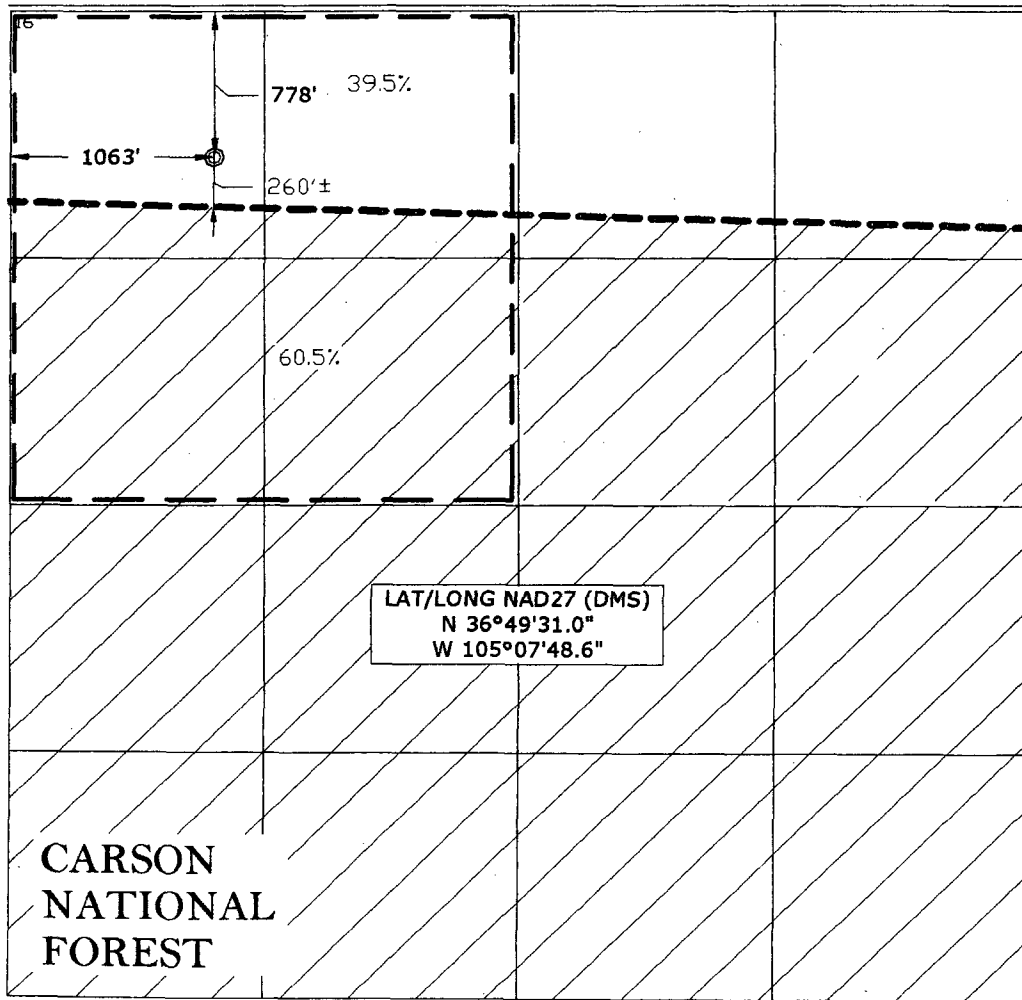 16
778'
39.5%
1063'
260'±
60.5%
LAT/LONG NAD27 (DMS)
N 36°49'31.0"
W 105°07'48.6"
CARSON
NATIONAL
FOREST